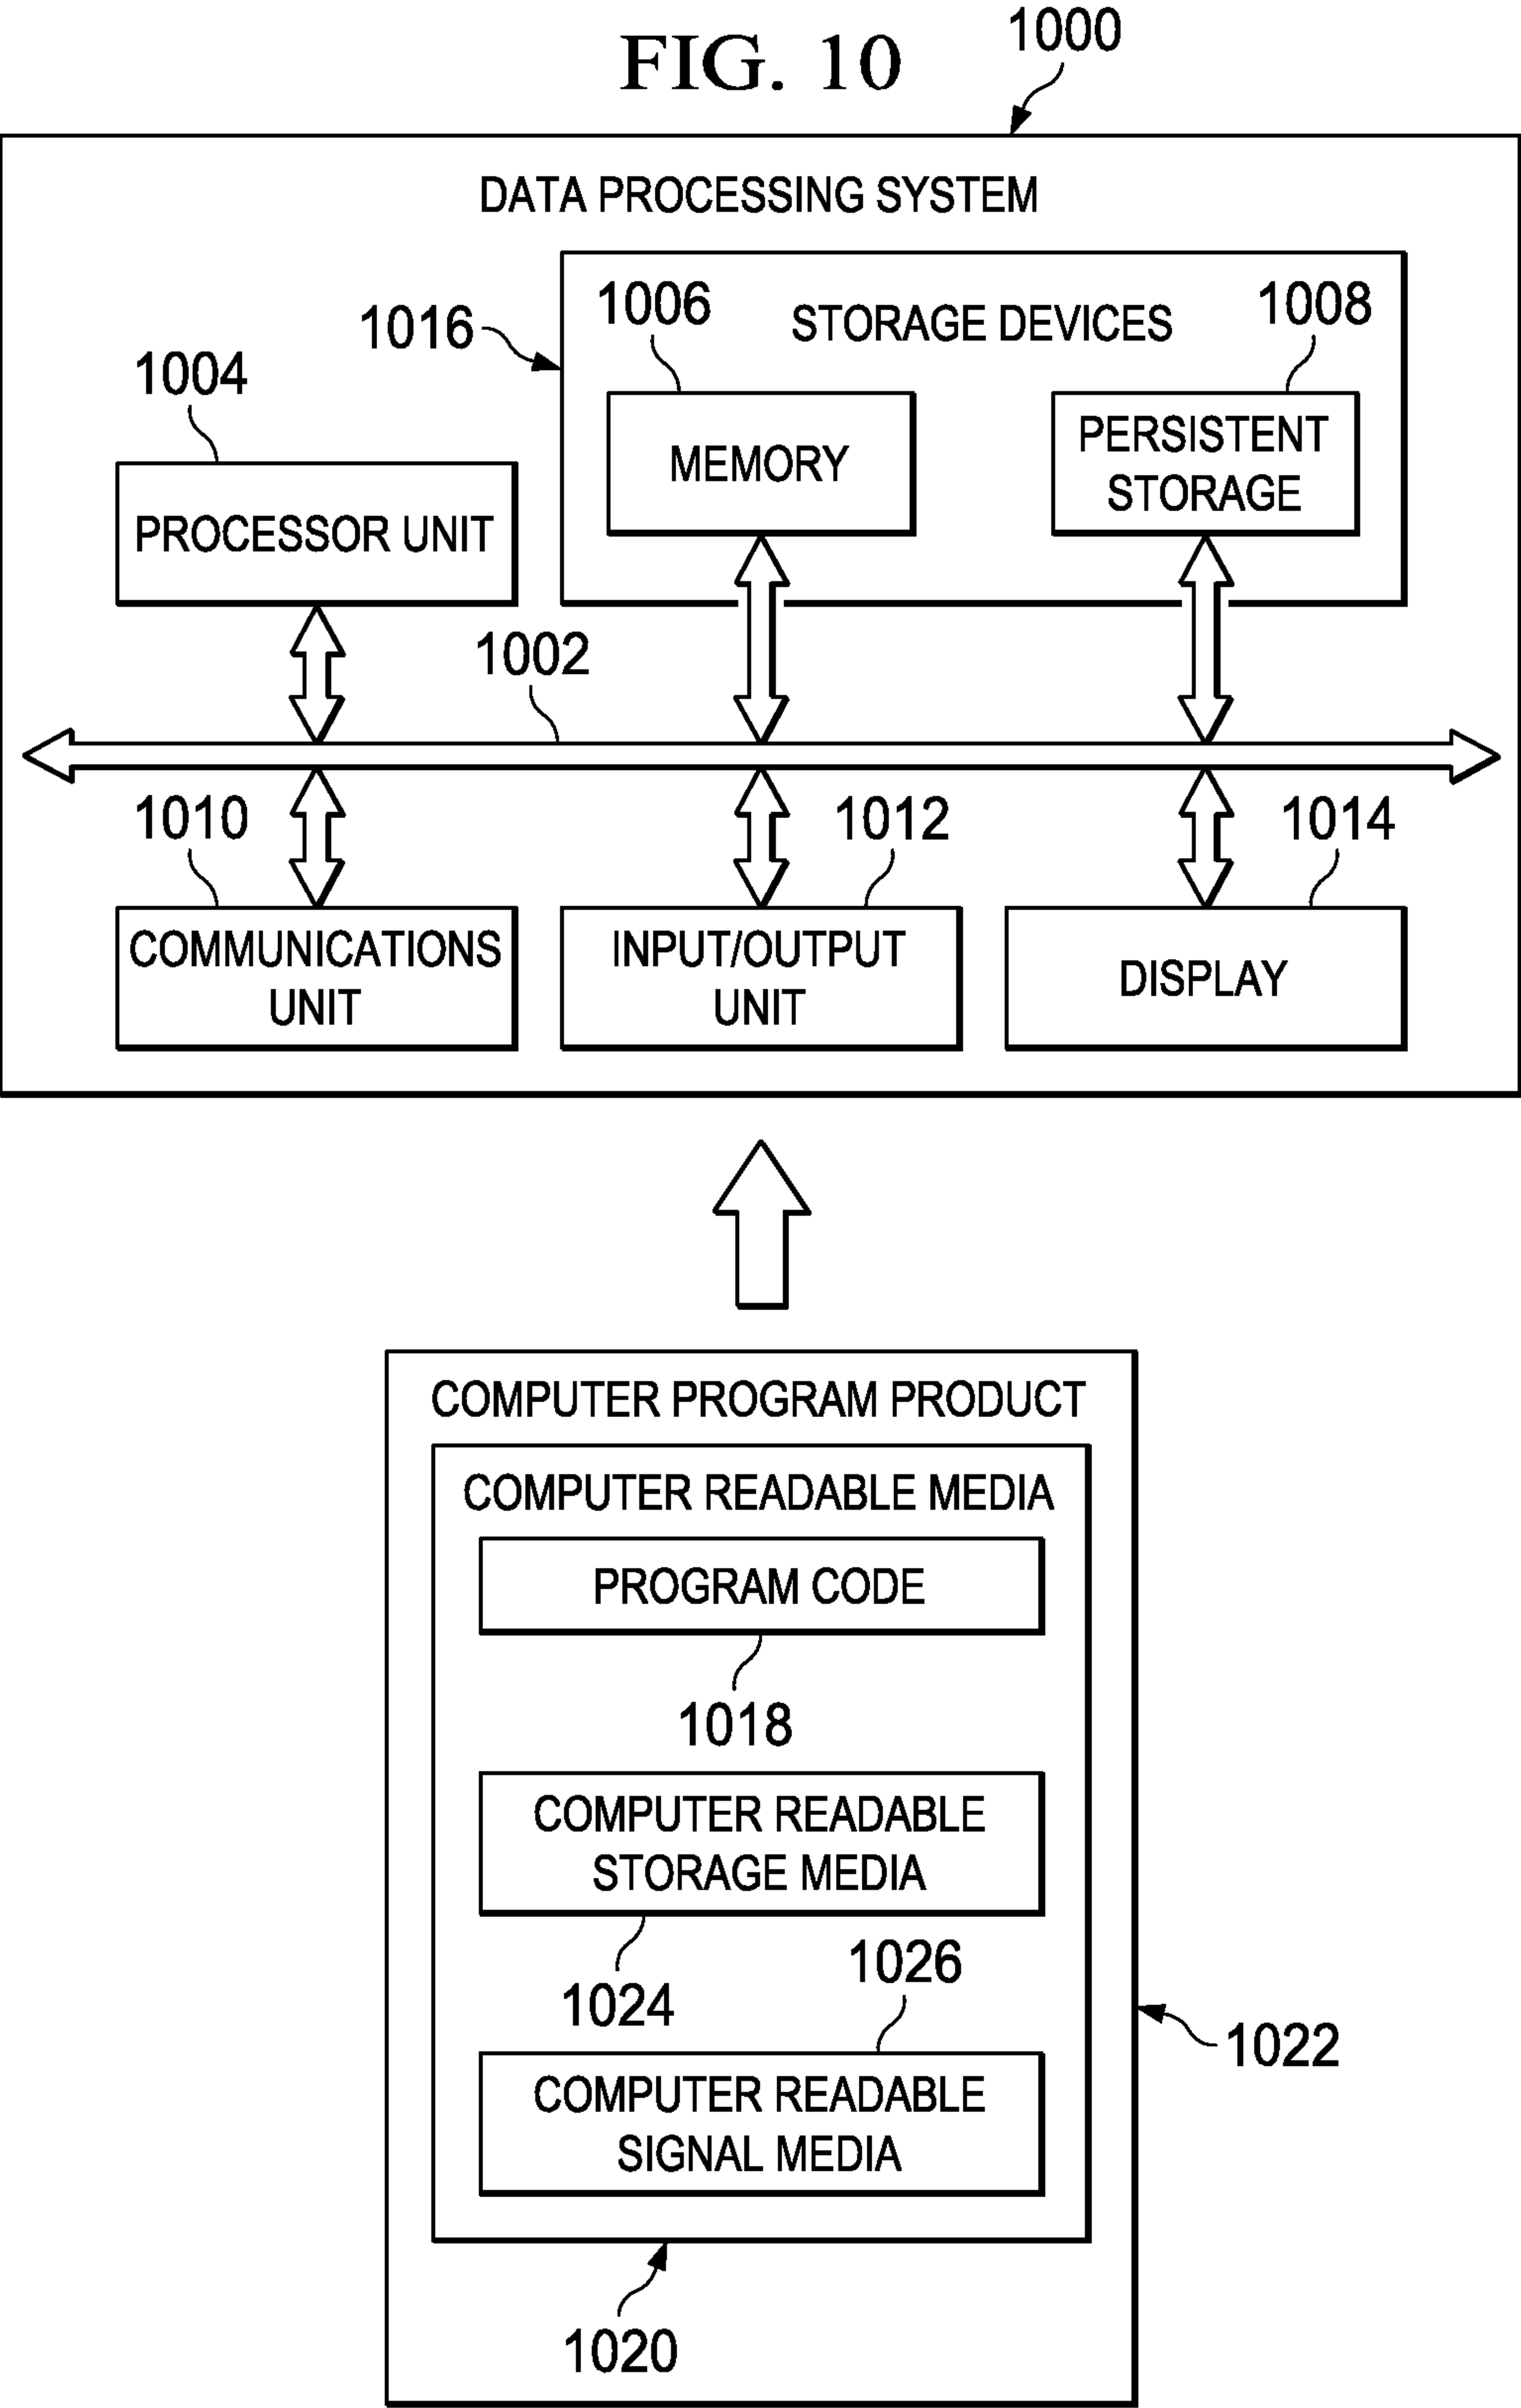 FIG. 10
1000
DATA PROCESSING SYSTEM
1016
1006
STORAGE DEVICES
1008
1004
MEMORY
PERSISTENT
STORAGE
PROCESSOR UNIT
1002
1010
1012
1014
COMMUNICATIONS
UNIT
INPUT/OUTPUT
UNIT
DISPLAY
COMPUTER PROGRAM PRODUCT
COMPUTER READABLE MEDIA
PROGRAM CODE
1018
COMPUTER READABLE
STORAGE MEDIA
1024
1026
1022
COMPUTER READABLE
SIGNAL MEDIA
1020